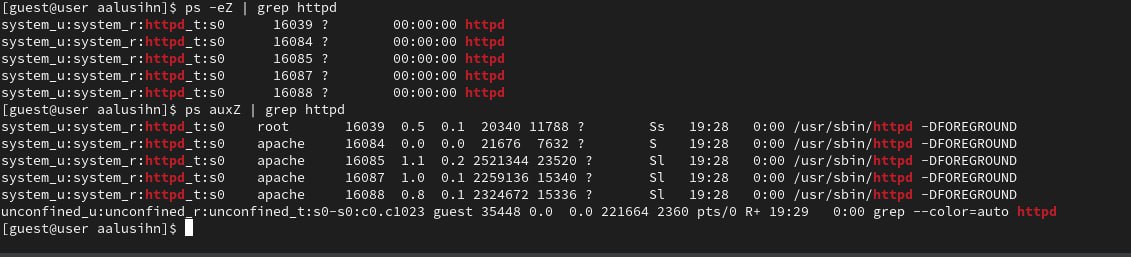 [guest@user aalusihn]$ ps -eZ | grep httpd
system_u:system_r:httpd_t:s0      16039 ?        00:00:00 httpd
system_u:system_r:httpd_t:s0      16084 ?        00:00:00 httpd
system_u:system_r:httpd_t:s0      16085 ?        00:00:00 httpd
system_u:system_r:httpd_t:s0      16087 ?        00:00:00 httpd
system_u:system_r:httpd_t:s0      16088 ?        00:00:00 httpd
[guest@user aalusihn]$ ps auxZ | grep httpd
system_u:system_r:httpd_t:s0    root       16039  0.5  0.1  20340 11788 ?        Ss   19:28   0:00 /usr/sbin/httpd -DFOREGROUND
system_u:system_r:httpd_t:s0    apache     16084  0.0  0.0  21676  7632 ?        S    19:28   0:00 /usr/sbin/httpd -DFOREGROUND
system_u:system_r:httpd_t:s0    apache     16085  1.1  0.2 2521344 23520 ?       Sl   19:28   0:00 /usr/sbin/httpd -DFOREGROUND
system_u:system_r:httpd_t:s0    apache     16087  1.0  0.1 2259136 15340 ?       Sl   19:28   0:00 /usr/sbin/httpd -DFOREGROUND
system_u:system_r:httpd_t:s0    apache     16088  0.8  0.1 2324672 15336 ?       Sl   19:28   0:00 /usr/sbin/httpd -DFOREGROUND
unconfined_u:unconfined_r:unconfined_t:s0-s0:c0.c1023 guest 35448 0.0  0.0 221664 2360 pts/0 R+ 19:29   0:00 grep --color=auto httpd
[guest@user aalusihn]$